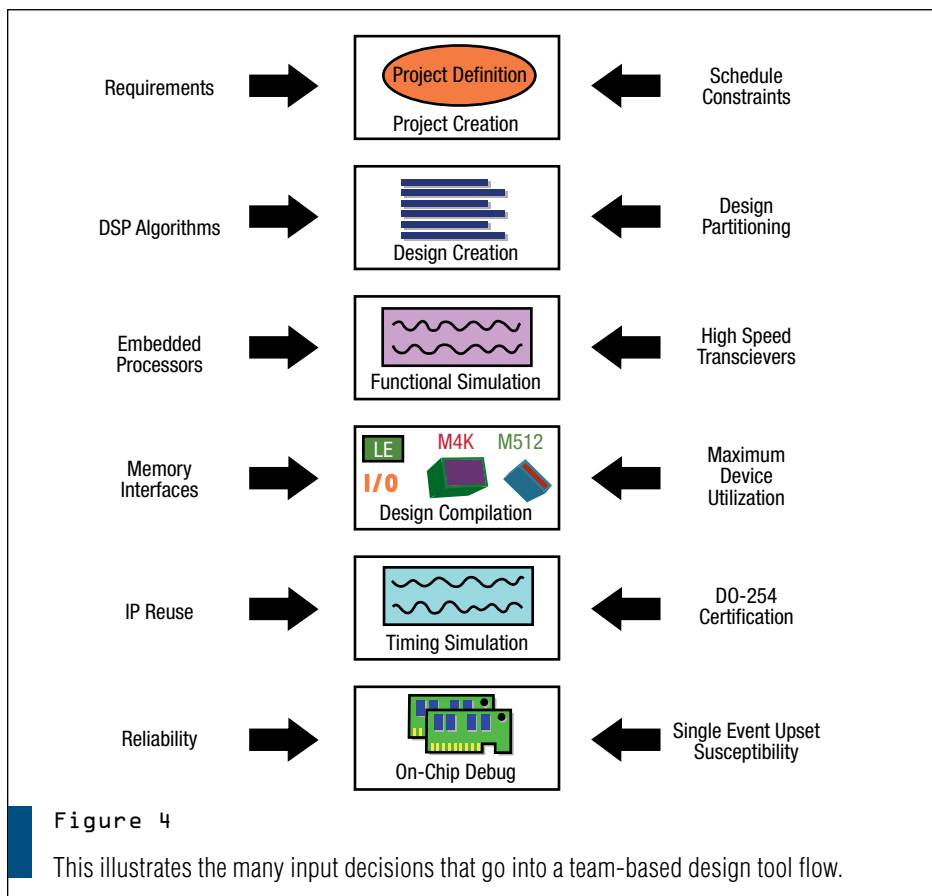 Requirements
Project Definition
Project Creation
Schedule
Constraints
DSP Algorithms
Design Creation
Design
Partitioning
Embedded
Processors
Functional Simulation
High Speed
Transcievers
Memory
Interfaces
LE
M4K
M512
I/O
Design Compilation
Maximum
Device
Utilization
IP Reuse
Timing Simulation
DO-254
Certification
Reliability
On-Chip Debug
Single Event Upset
Susceptibility
Figure 4
This illustrates the many input decisions that go into a team-based design tool flow.